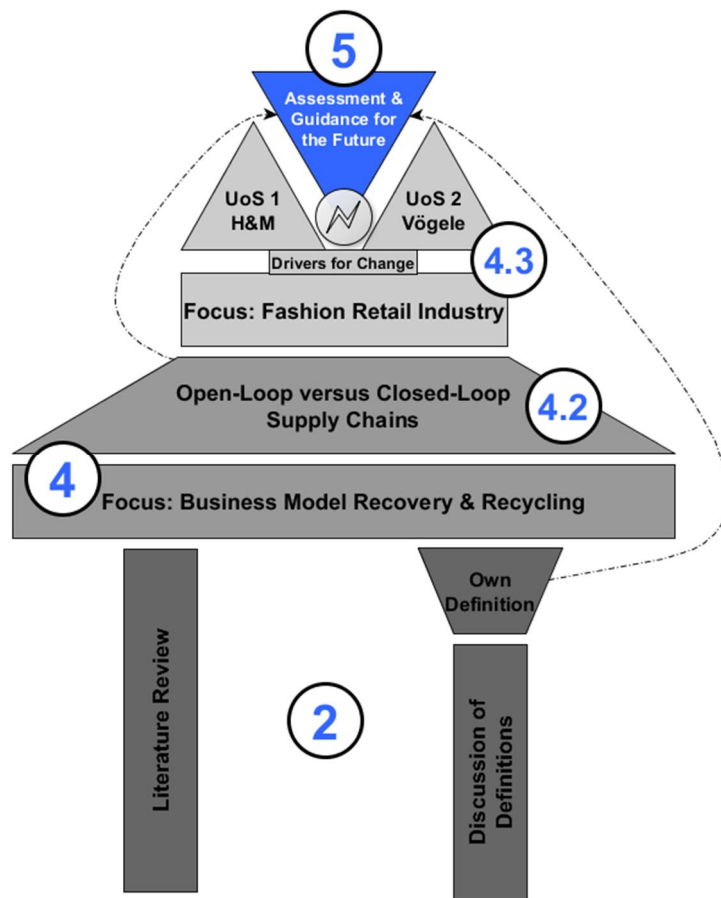 5
Assessment &
Guidance for
the Future
UoS 1
H&M
UoS 2
Vögele
Drivers for Change
4.3
Focus: Fashion Retail Industry
Open-Loop versus Closed-Loop
Supply Chains
4.2
4
Focus: Business Model Recovery & Recycling
Own
Definition
Literature Review
2
Discussion of
Definitions